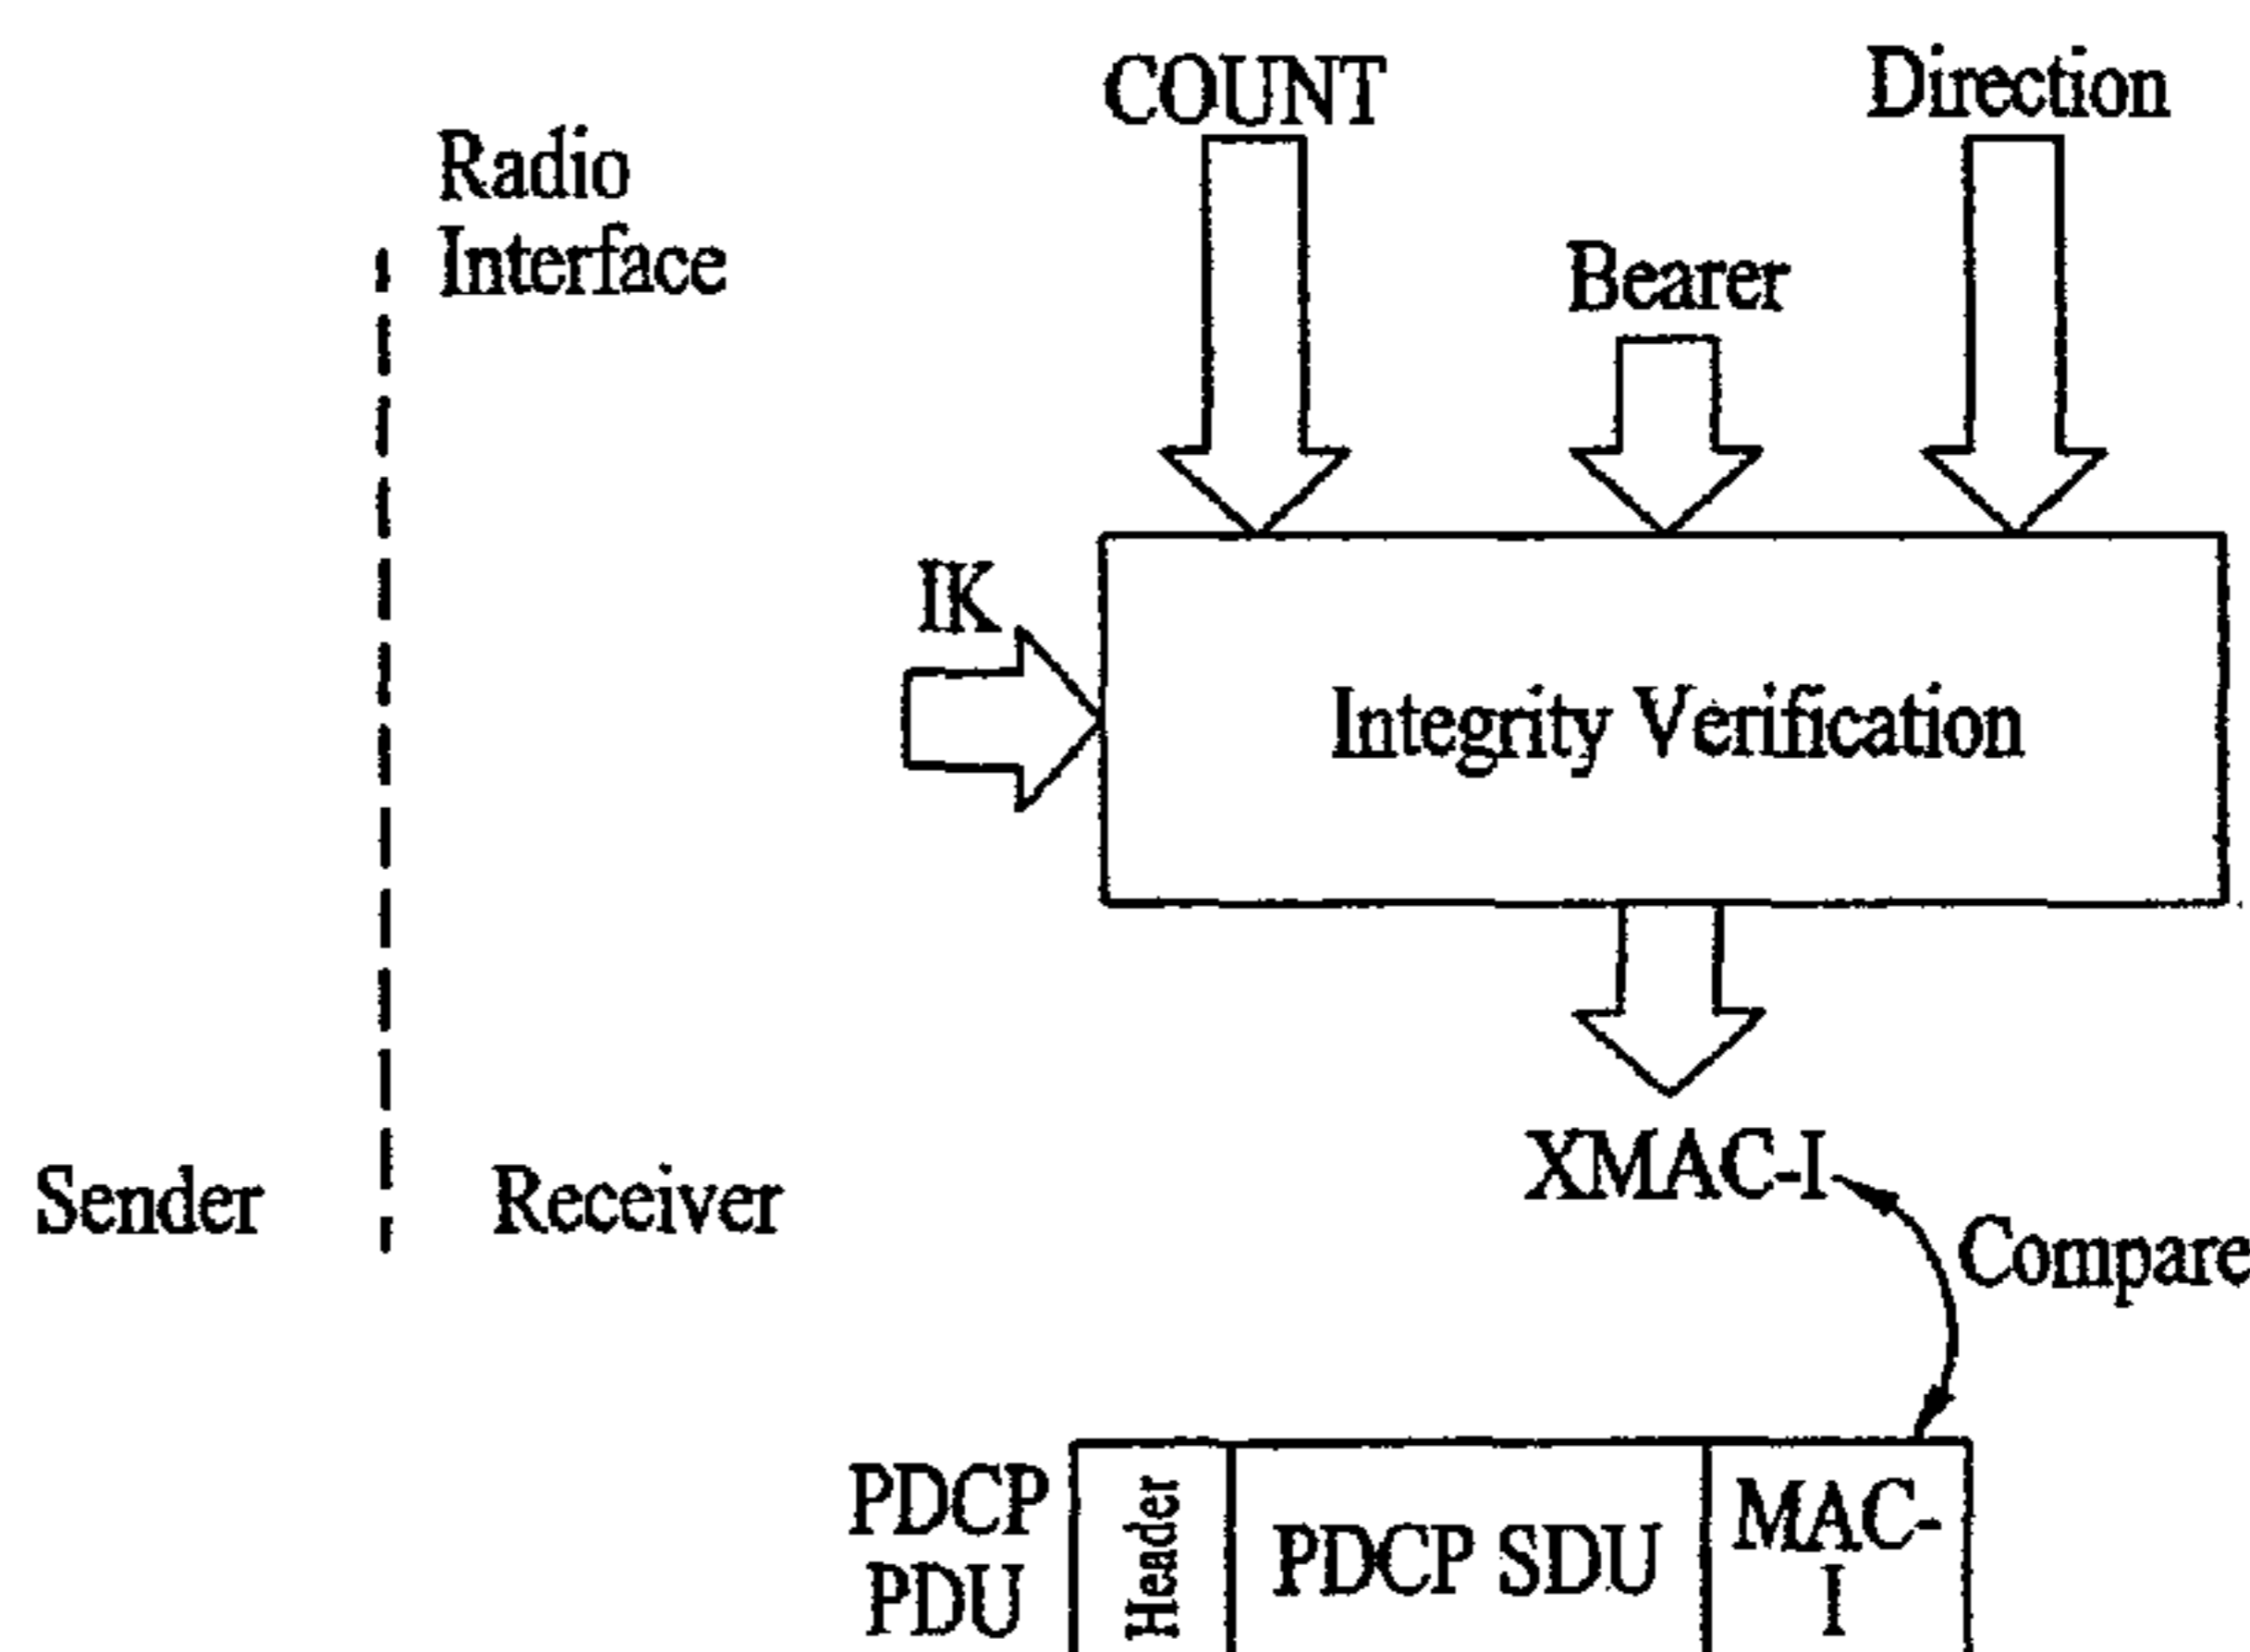 COUNT
Direction
Radio
Interface
Bearer
IK
Integrity Verification
XMAC-I
Sender
Receiver
Compare
PDCP
PDU
Header
PDCP SDU
MAC-
I